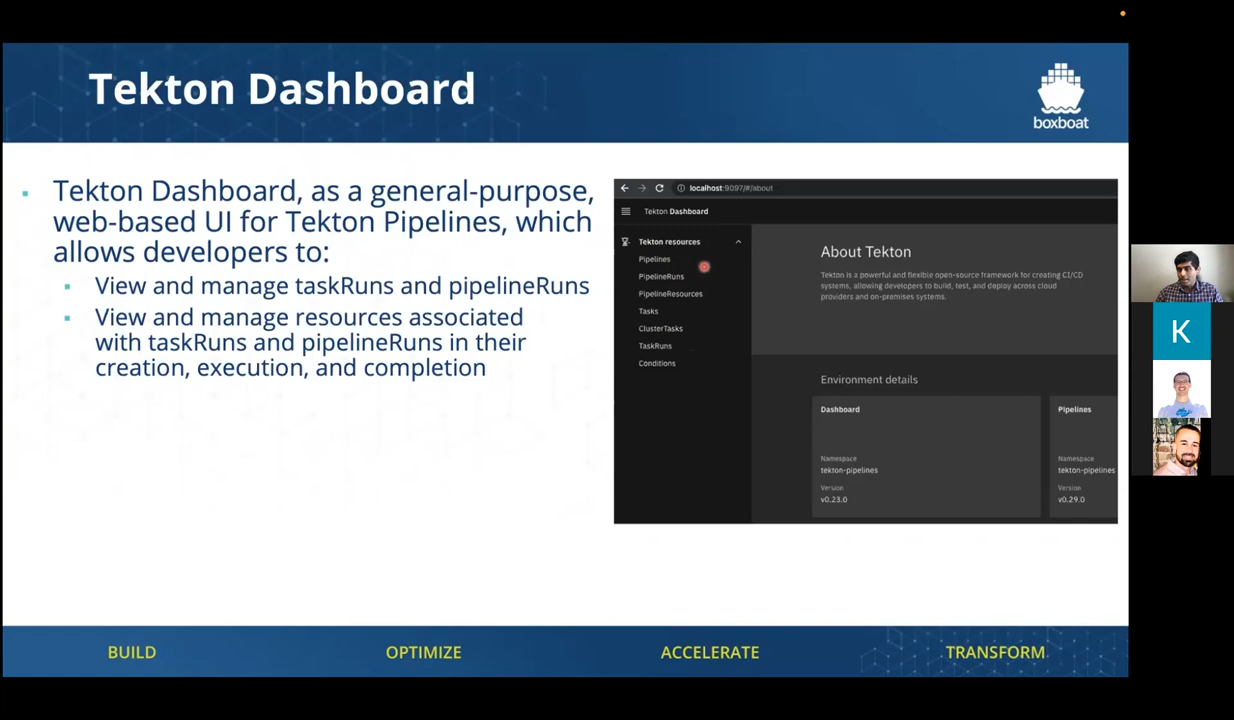 Tekton Dashboard
boxboat
Tekton Dashboard, as a general-purpose,
web-based UI for Tekton Pipelines, which
allows developers to:
View and manage taskRuns and pipelineRuns
View and manage resources associated
with taskRuns and pipelineRuns in their
creation, execution, and completion
localhost:9097/#/about
Tekton Dashboard
Tekton resources
Pipelines
PipelineRuns
PipelineResources
Tasks
ClusterTasks
TaskRuns
Conditions
About Tekton
Tekton is a powerful and flexible open-source framework for creating CI/CD
systems, allowing developers to build, test, and deploy across cloud
providers and on-premises systems.
Environment details
Dashboard
Namespace
tekton-pipelines
Version
v0.23.0
Pipelines
Namespace
tekton-pipelines
Version
v0.29.0
K
BUILD
OPTIMIZE
ACCELERATE
TRANSFORM